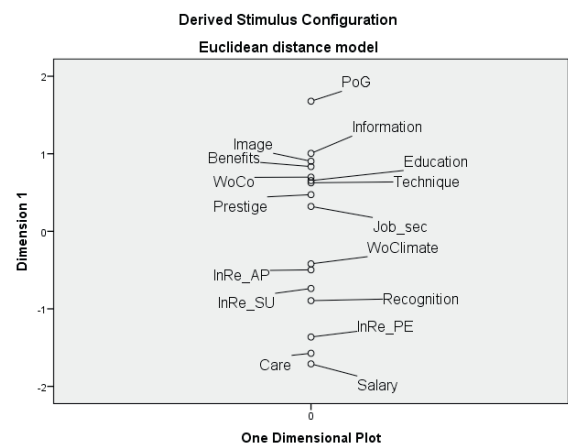 Derived Stimulus Configuration
Euclidean distance model
2
PoG
Information
1
Image
Benefits
Education
WoCo
Technique
Prestige
0
Job_sec
WoClimate
InRe_AP
InRe_SU
Recognition
-1
InRe_PE
Care
Salary
-2
Dimension 1
0
One Dimensional Plot